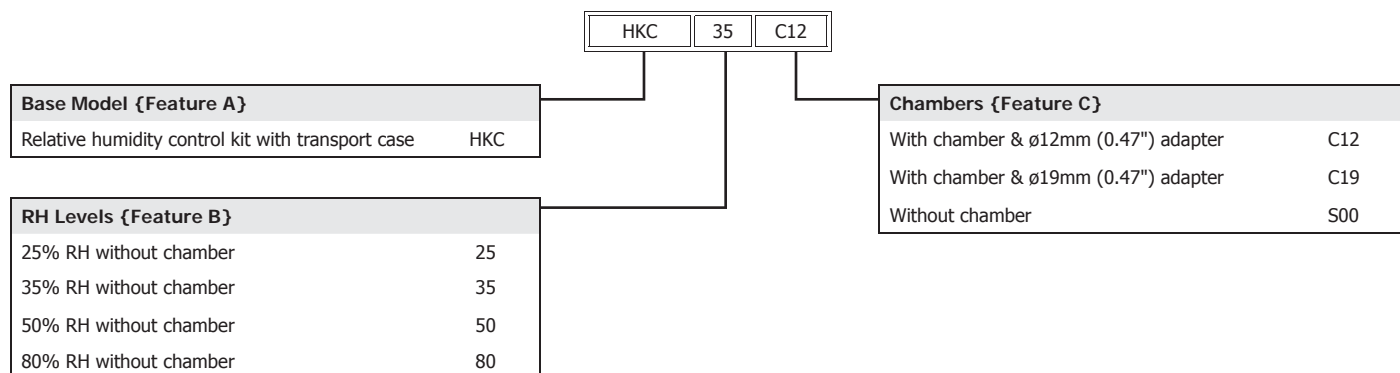 HKC 35 C12
Base Model {Feature A}
Relative humidity control kit with transport case HKC
RH Levels {Feature B}
25% RH without chamber 25
35% RH without chamber 35
50% RH without chamber 50
80% RH without chamber 80
Chambers {Feature C}
With chamber & ø12mm (0.47") adapter C12
With chamber & ø19mm (0.47") adapter C19
Without chamber S00